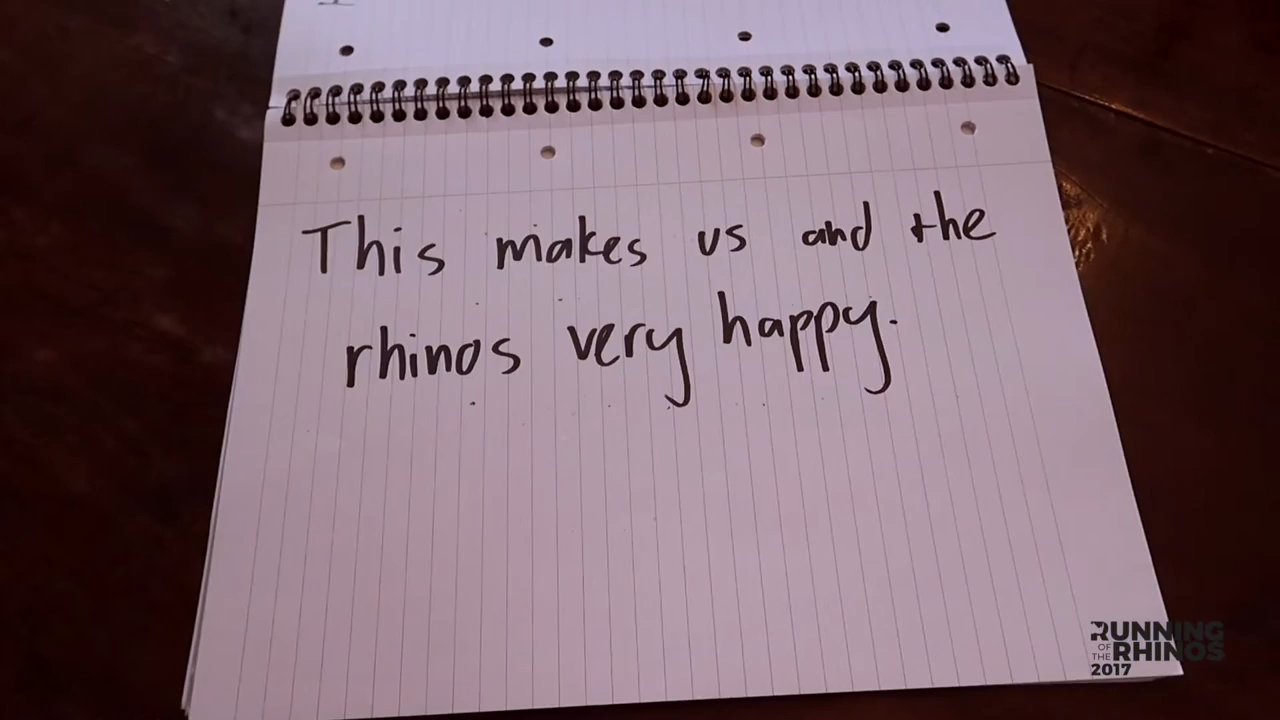 This makes us and the
rhinos very happy.
RUNNING
OF
THE RHINOS
2017